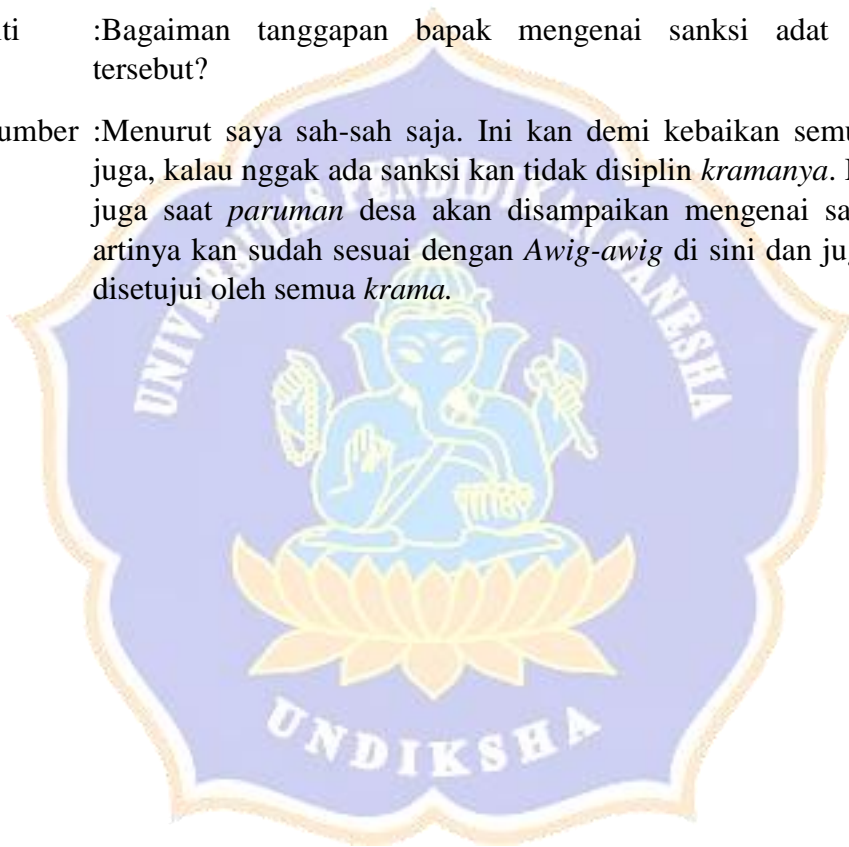 iti :Bagaiman tanggapan bapak mengenai sanksi adat
tersebut?
umber :Menurut saya sah-sah saja. Ini kan demi kebaikan semu
juga, kalau nggak ada sanksi kan tidak disiplin kramanya.
juga saat paruman desa akan disampaikan mengenai sa
artinya kan sudah sesuai dengan Awig-awig di sini dan jug
disetujui oleh semua krama.
UNIVERSITAS PENDIDIKAN GANESHA
UNDIKSHA